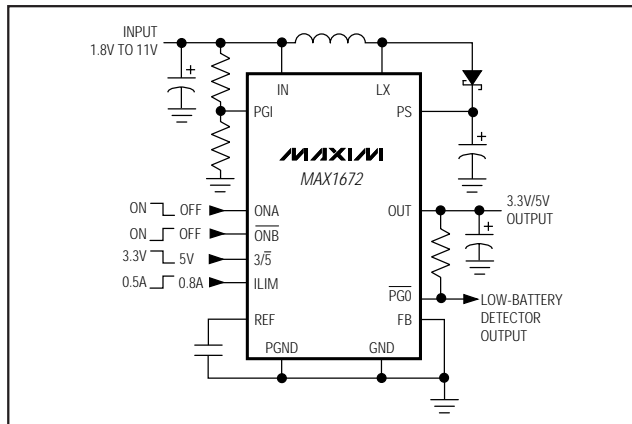 INPUT
1.8V TO 11V
IN
LX
PGI
PS
MAXIM
MAX1672
ON OFF
ONA
OUT
3.3V/5V
OUTPUT
ON OFF
ONB
3.3V 5V
3/5
0.5A 0.8A
ILIM
PG0
LOW-BATTERY
DETECTOR
OUTPUT
REF
FB
PGND
GND